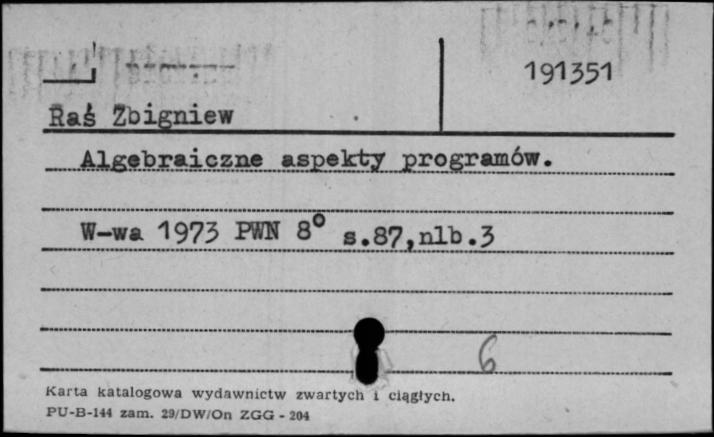 191351
Raś Zbigniew
Algebraiczne aspekty programów.
W-wa 1973 PWN 8° s.87,nlb.3
6
Karta katalogowa wydawnictw zwartych i ciągłych.
PU-B-144 zam. 29/DW/On ZGG - 204